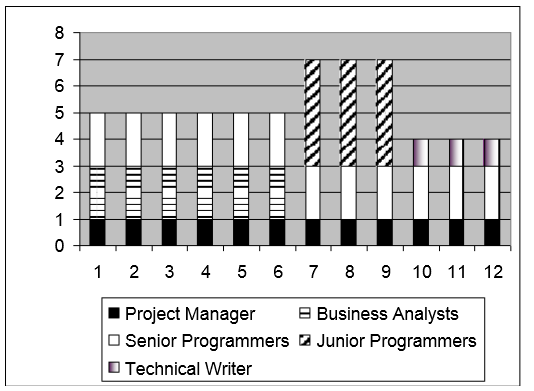 8
7
6
5
4
3
2
1
0
1 2 3 4 5 6 7 8 9 10 11 12
Project Manager Business Analysts
Senior Programmers Junior Programmers
Technical Writer